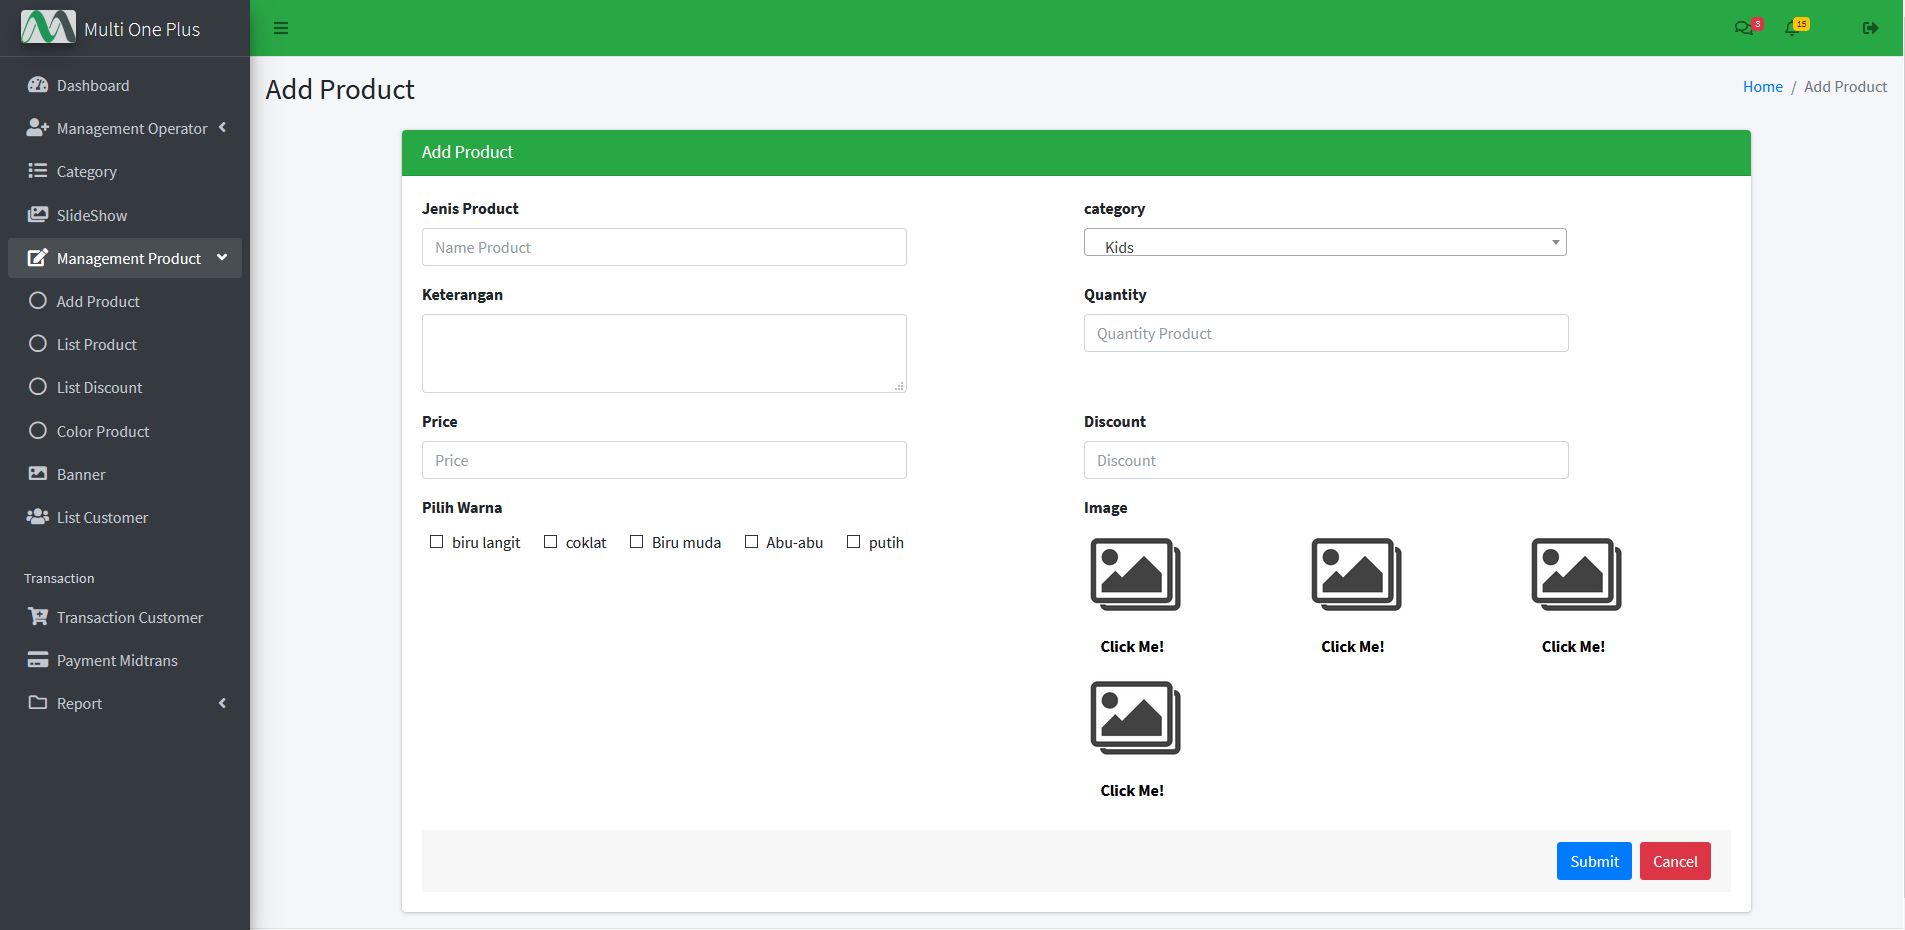 Multi One Plus
3
15
Dashboard
Management Operator
Category
SlideShow
Management Product
Add Product
List Product
List Discount
Color Product
Banner
List Customer
Transaction
Transaction Customer
Payment Midtrans
Report
Add Product
Home / Add Product
Add Product
Jenis Product
category
Name Product
Kids
Keterangan
Quantity
Quantity Product
Price
Discount
Price
Discount
Pilih Warna
Image
biru langit coklat Biru muda Abu-abu putih
Click Me! Click Me! Click Me!
Click Me!
Submit Cancel